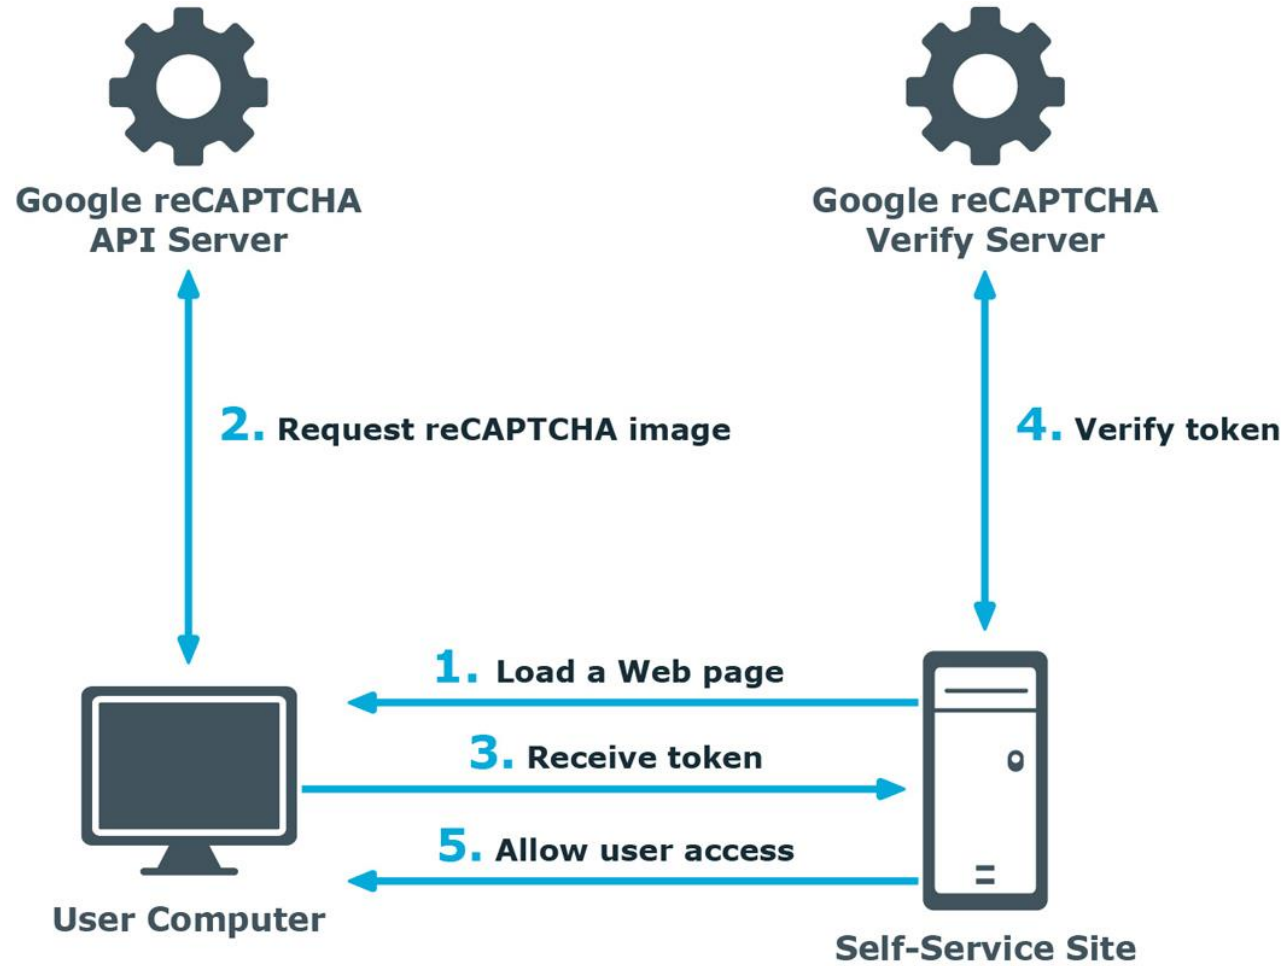 Google reCAPTCHA
API Server
Google reCAPTCHA
Verify Server
2. Request reCAPTCHA image
4. Verify token
1. Load a Web page
3. Receive token
5. Allow user access
User Computer
Self-Service Site